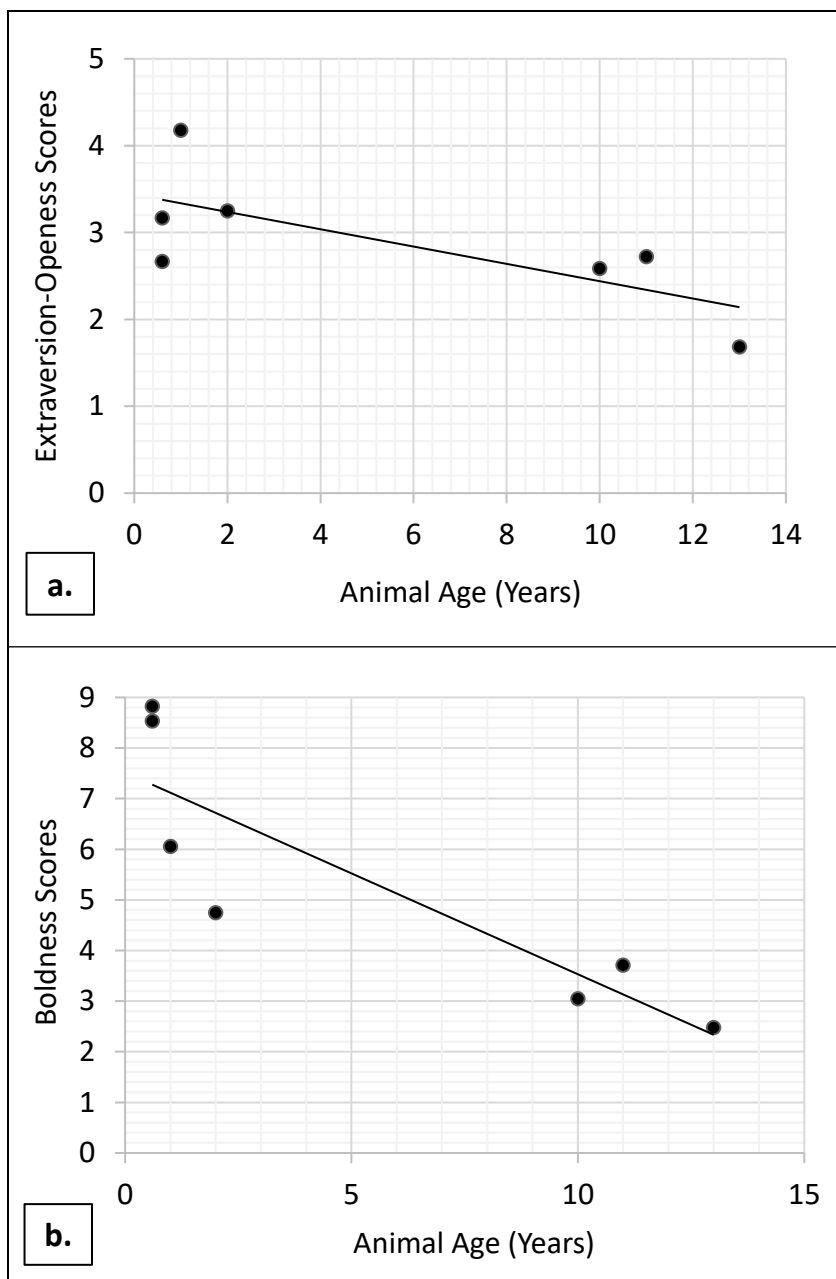 5
4
3
2
1
0
0 2 4 6 8 10 12 14
Extraversion-Openess Scores
Animal Age (Years)
a.
9
8
7
6
5
4
3
2
1
0
0 5 10 15
Boldness Scores
Animal Age (Years)
b.